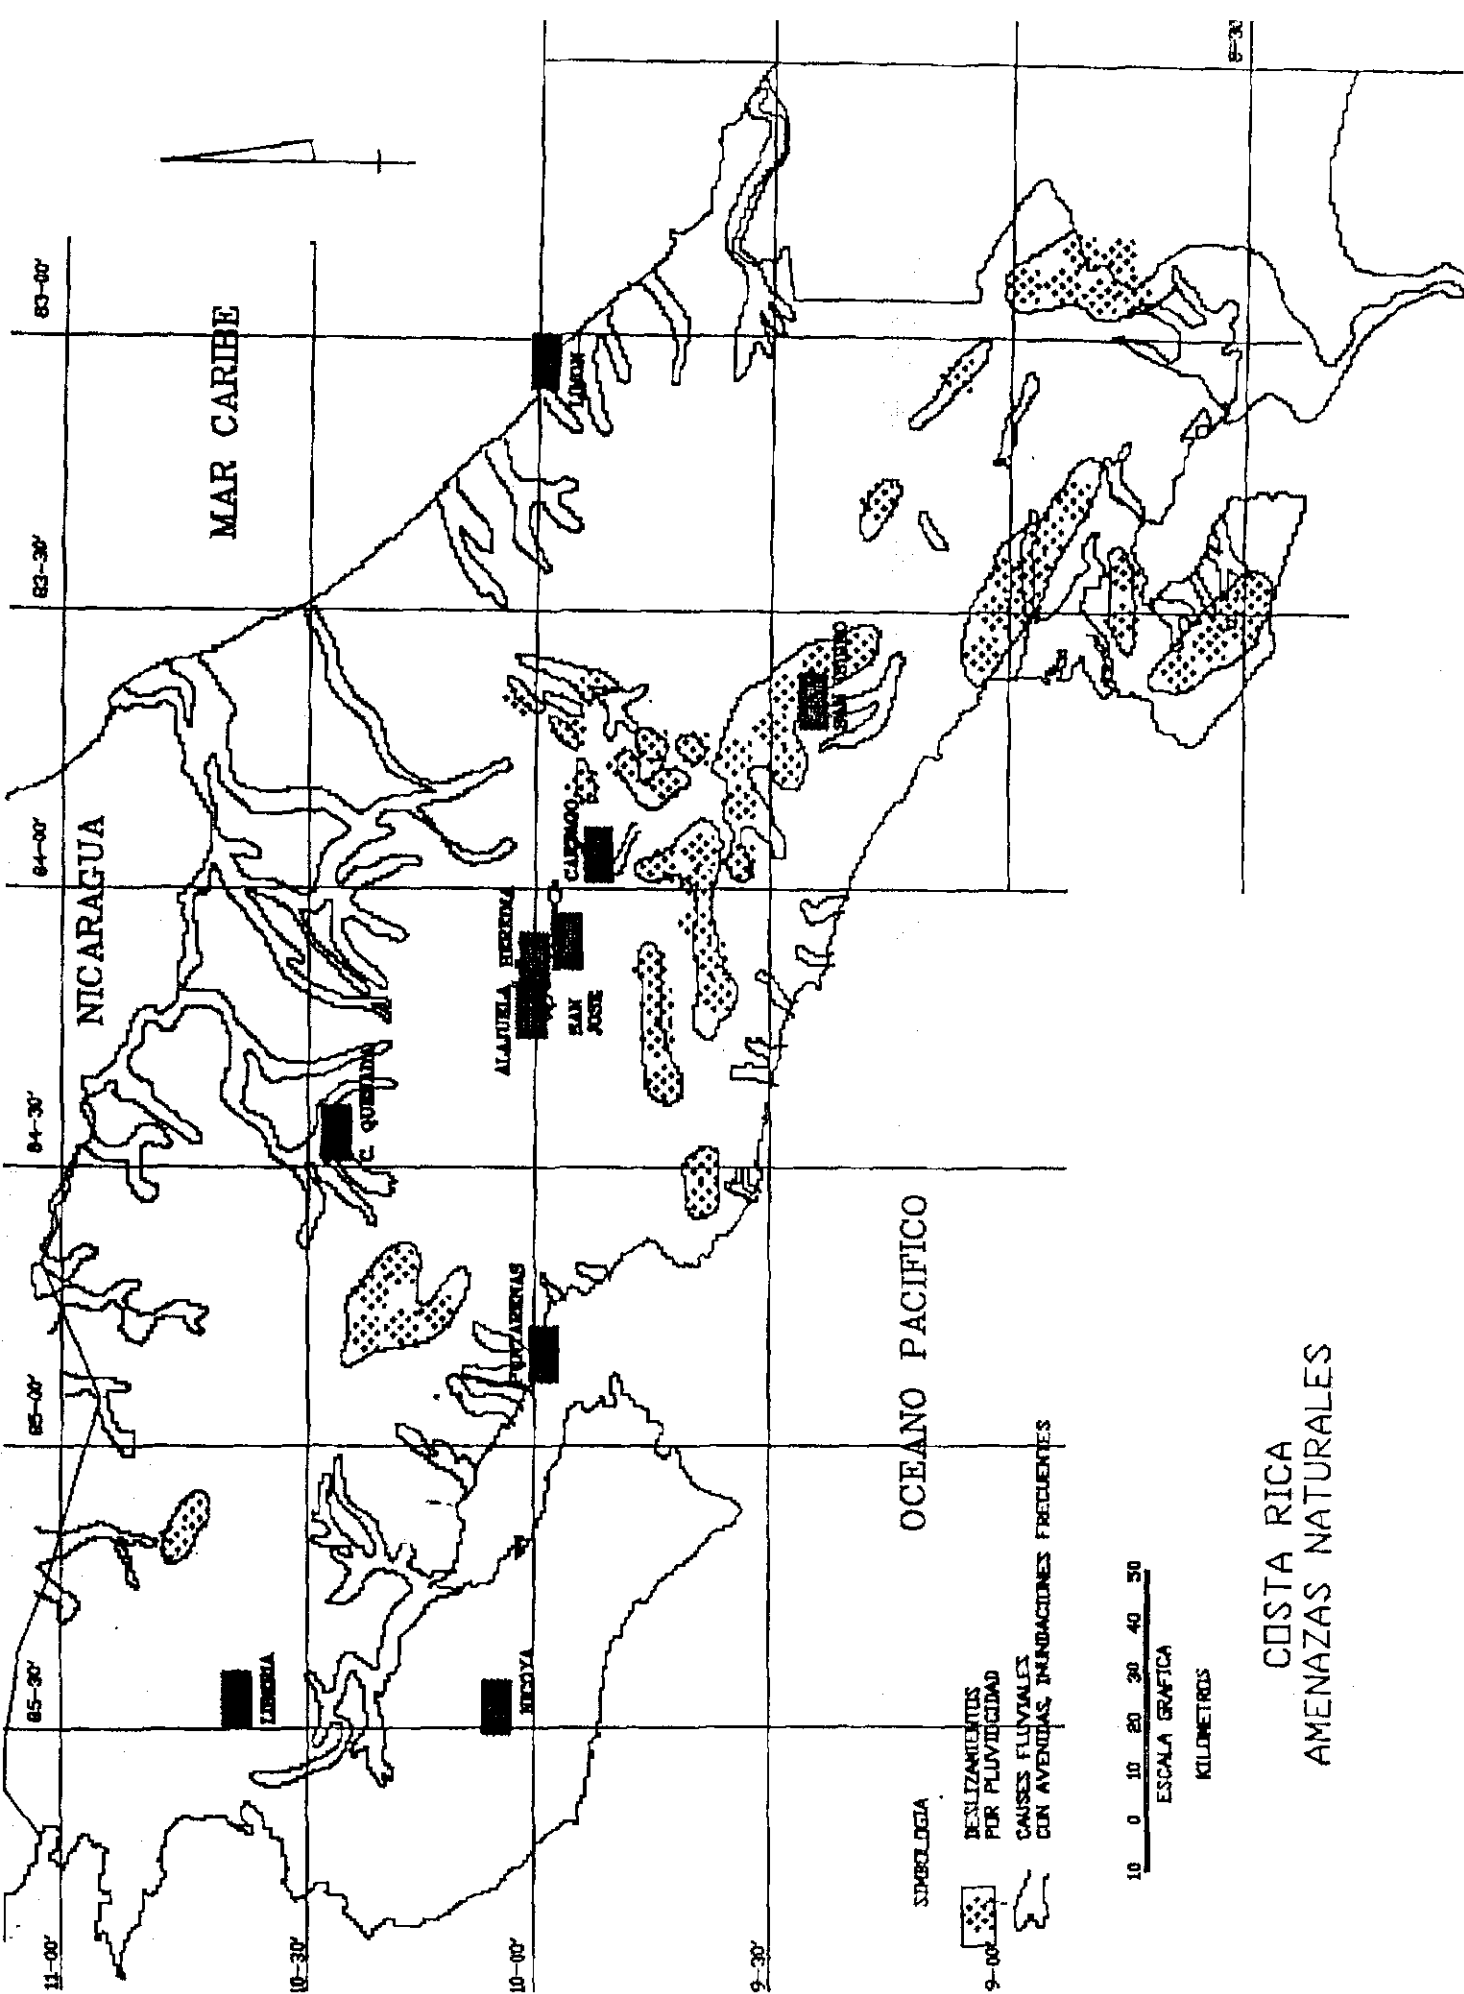 83-00'
83-30'
84-00'
84-30'
85-00'
85-30'
11-00'
10-30'
10-00'
9-30'
9-00'
8-30
MAR CARIBE
NICARAGUA
LIMON
CARTAGO
ALAJUELA HEREDIA
SAN
JOSE
C. QUESADA
PUNTARENAS
LIBERIA
NICOYA
SAN ISIDRO
OCEANO PACIFICO
SIMBOLOGIA
DESLIZAMIENTOS
POR PLUVIOCIDAD
CAUSES FLUVIALES
CON AVENIDAS, INUNDACIONES FRECUENTES
10 0 10 20 30 40 50
ESCALA GRAFICA
KILOMETROS
COSTA RICA
AMENAZAS NATURALES